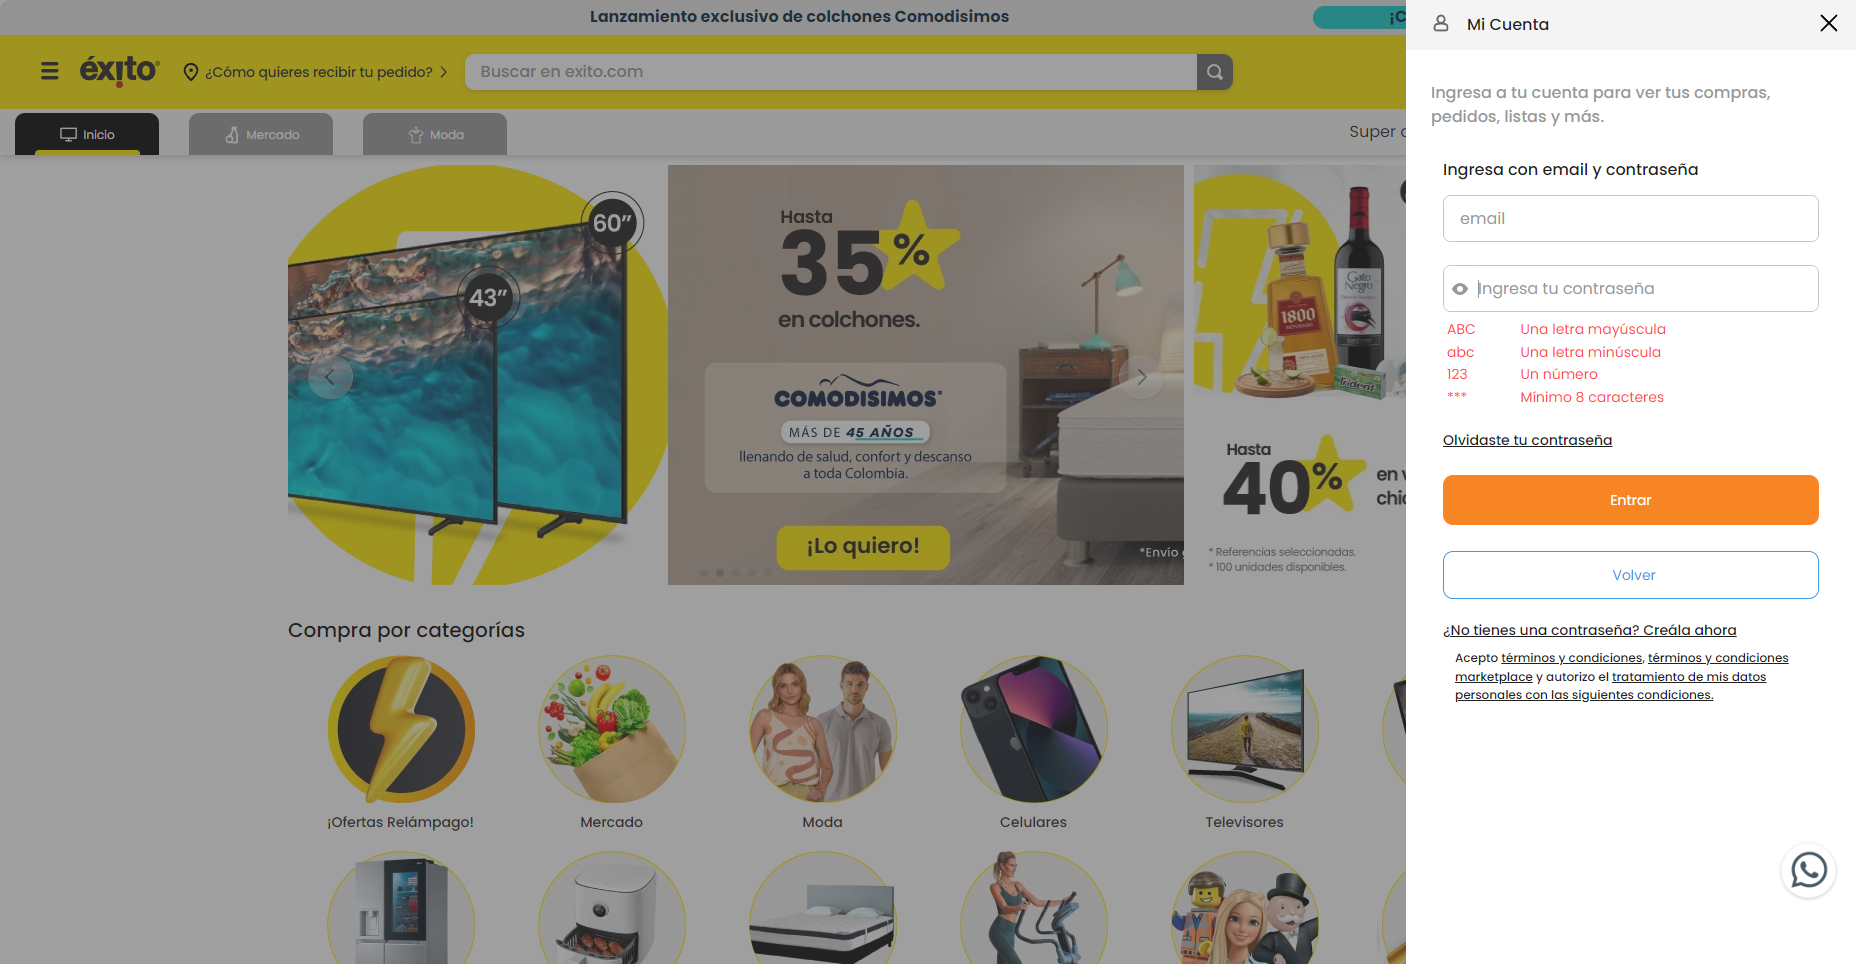 Lanzamiento exclusivo de colchones Comodisimos
¡C
éxito
¿Cómo quieres recibir tu pedido?
Buscar en exito.com
Inicio
Mercado
Moda
Super
60”
43”
Hasta
35%
en colchones.
COMODISIMOS
MÁS DE 45 AÑOS
llenando de salud, confort y descanso
a toda Colombia.
¡Lo quiero!
*Envío
Gato
Negro
1800
Trident
Hasta
40%
* Referencias seleccionadas.
* 100 unidades disponibles.
Compra por categorías
¡Ofertas Relámpago!
Mercado
Moda
Celulares
Televisores
Mi Cuenta
Ingresa a tu cuenta para ver tus compras,
pedidos, listas y más.
Ingresa con email y contraseña
email
Ingresa tu contraseña
ABC Una letra mayúscula
abc Una letra minúscula
123 Un número
*** Mínimo 8 caracteres
Olvidaste tu contraseña
Entrar
Volver
¿No tienes una contraseña? Creála ahora
Acepto términos y condiciones, términos y condiciones
marketplace y autorizo el tratamiento de mis datos
personales con las siguientes condiciones.